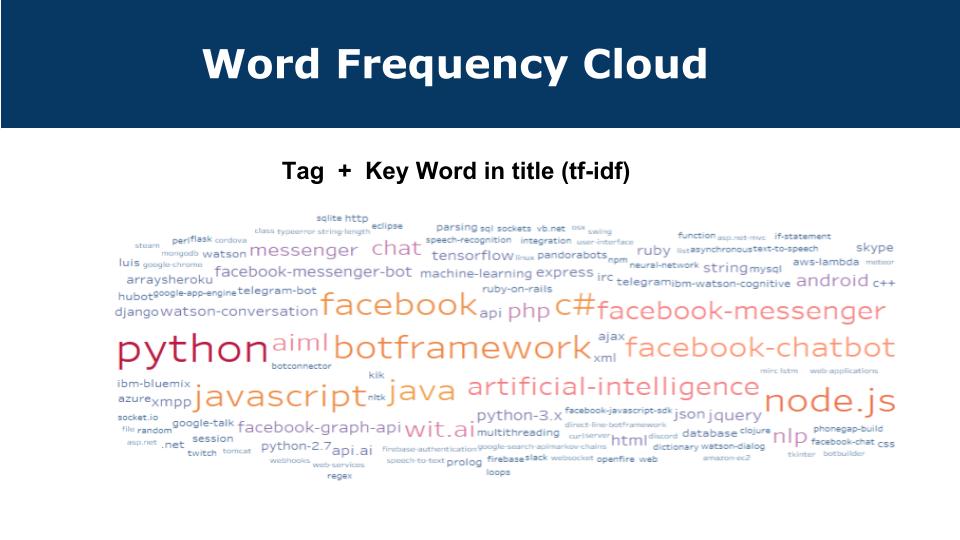 Word Frequency Cloud
Tag + Key Word in title (tf-idf)
sqlite http
class typeerror string-length eclipse parsing sql sockets vb.net osx swing
steam perl flask cordova messenger chat speech-recognition integration user-interface function asp.net-mvc if-statement
mongodb watson tensorflow linux pandorabots npm ruby list asynchronous text-to-speech skype
luis google-chrome facebook-messenger-bot machine-learning express irc neural-network string mysql aws-lambda meteor
arrays heroku ruby-on-rails telegram ibm-watson-cognitive android c++
hubot google-app-engine telegram-bot facebook api php c# facebook-messenger
django watson-conversation
python aiml botframework ajax xml facebook-chatbot
botconnector mirc lstm web-applications
ibm-bluemix kik
azure xmpp javascript nltk java artificial-intelligence node.js
socket.io google-talk facebook-graph-api wit.ai python-3.x facebook-javascript-sdk json jquery
file random multithreading direct-line-botframework database clojure nlp phonegap-build
asp.net .net session python-2.7 api.ai firebase-authentication curl server html discord facebook-chat css
twitch tomcat google-search-api markov-chains dictionary watson-dialog tkinter botbuilder
webhooks web-services speech-to-text prolog firebase slack websocket openfire web amazon-ec2
regex loops